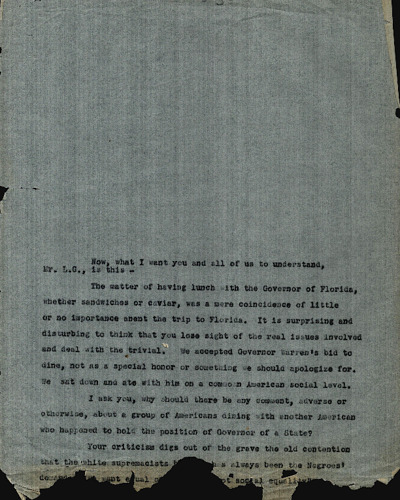 Now, what I want you and all of us to understand,
Mr. L.C., is this -
The matter of having lunch with the Governor of Florida,
whether sandwiches or caviar, was a mere coincidence of little
or no importance anent the trip to Florida. It is surprising and
disturbing to think that you lose sight of the real issues involved
and deal with the trivial. We accepted Governor Warren's bid to
dine, not as a special honor or something we should apologize for.
We sat down and ate with him on a common American social level.
I ask you, why should there be any comment, adverse or
otherwise, about a group of Americans dining with another American
who happened to hold the position of Governor of a State?
Your criticism digs out of the grave the old contention
that the white supremacists always been the Negroes'
social